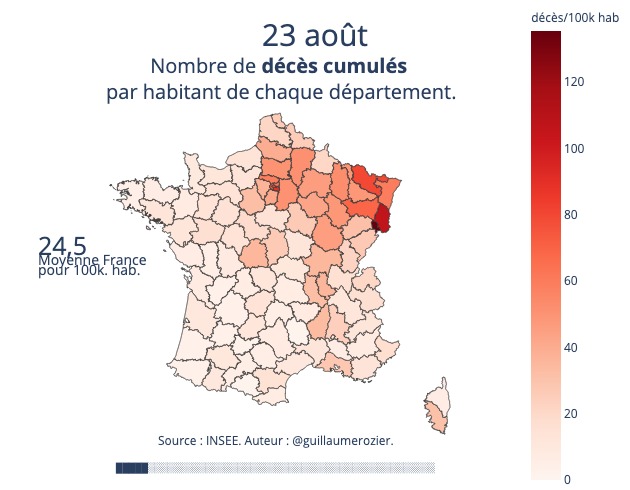 23 août
Nombre de décès cumulés
par habitant de chaque département.
décès/100k hab
120
100
80
60
40
20
0
24,5
Moyenne France
pour 100k. hab.
Source : INSEE. Auteur : @guillaumerozier.